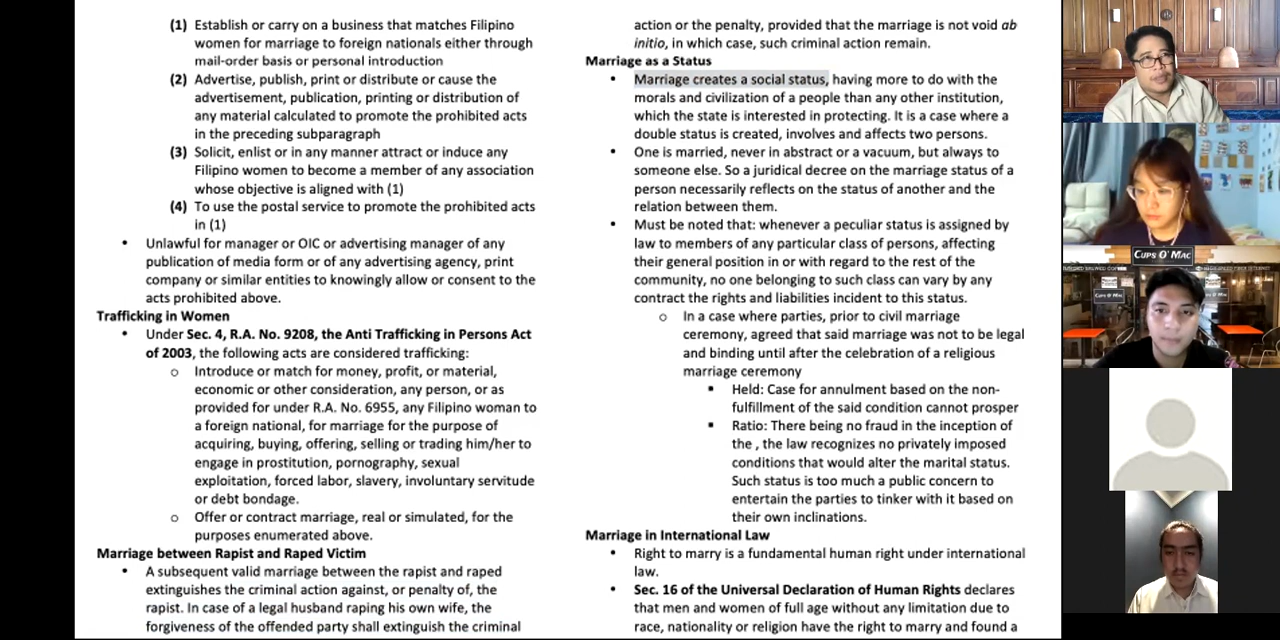 (1) Establish or carry on a business that matches Filipino
women for marriage to foreign nationals either through
mail-order basis or personal introduction
(2) Advertise, publish, print or distribute or cause the
advertisement, publication, printing or distribution of
any material calculated to promote the prohibited acts
in the preceding subparagraph
(3) Solicit, enlist or in any manner attract or induce any
Filipino women to become a member of any association
whose objective is aligned with (1)
(4) To use the postal service to promote the prohibited acts
in (1)
• Unlawful for manager or OIC or advertising manager of any
publication of media form or of any advertising agency, print
company or similar entities to knowingly allow or consent to the
acts prohibited above.
Trafficking in Women
• Under Sec. 4, R.A. No. 9208, the Anti Trafficking in Persons Act
of 2003, the following acts are considered trafficking:
o Introduce or match for money, profit, or material,
economic or other consideration, any person, or as
provided for under R.A. No. 6955, any Filipino woman to
a foreign national, for marriage for the purpose of
acquiring, buying, offering, selling or trading him/her to
engage in prostitution, pornography, sexual
exploitation, forced labor, slavery, involuntary servitude
or debt bondage.
o Offer or contract marriage, real or simulated, for the
purposes enumerated above.
Marriage between Rapist and Raped Victim
• A subsequent valid marriage between the rapist and raped
extinguishes the criminal action against, or penalty of, the
rapist. In case of a legal husband raping his own wife, the
forgiveness of the offended party shall extinguish the criminal
action or the penalty, provided that the marriage is not void ab
initio, in which case, such criminal action remain.
Marriage as a Status
• Marriage creates a social status, having more to do with the
morals and civilization of a people than any other institution,
which the state is interested in protecting. It is a case where a
double status is created, involves and affects two persons.
• One is married, never in abstract or a vacuum, but always to
someone else. So a juridical decree on the marriage status of a
person necessarily reflects on the status of another and the
relation between them.
• Must be noted that: whenever a peculiar status is assigned by
law to members of any particular class of persons, affecting
their general position in or with regard to the rest of the
community, no one belonging to such class can vary by any
contract the rights and liabilities incident to this status.
o In a case where parties, prior to civil marriage
ceremony, agreed that said marriage was not to be legal
and binding until after the celebration of a religious
marriage ceremony
▪ Held: Case for annulment based on the non-
fulfillment of the said condition cannot prosper
▪ Ratio: There being no fraud in the inception of
the , the law recognizes no privately imposed
conditions that would alter the marital status.
Such status is too much a public concern to
entertain the parties to tinker with it based on
their own inclinations.
Marriage in International Law
• Right to marry is a fundamental human right under international
law.
• Sec. 16 of the Universal Declaration of Human Rights declares
that men and women of full age without any limitation due to
race, nationality or religion have the right to marry and found a
CUPS O' MAC